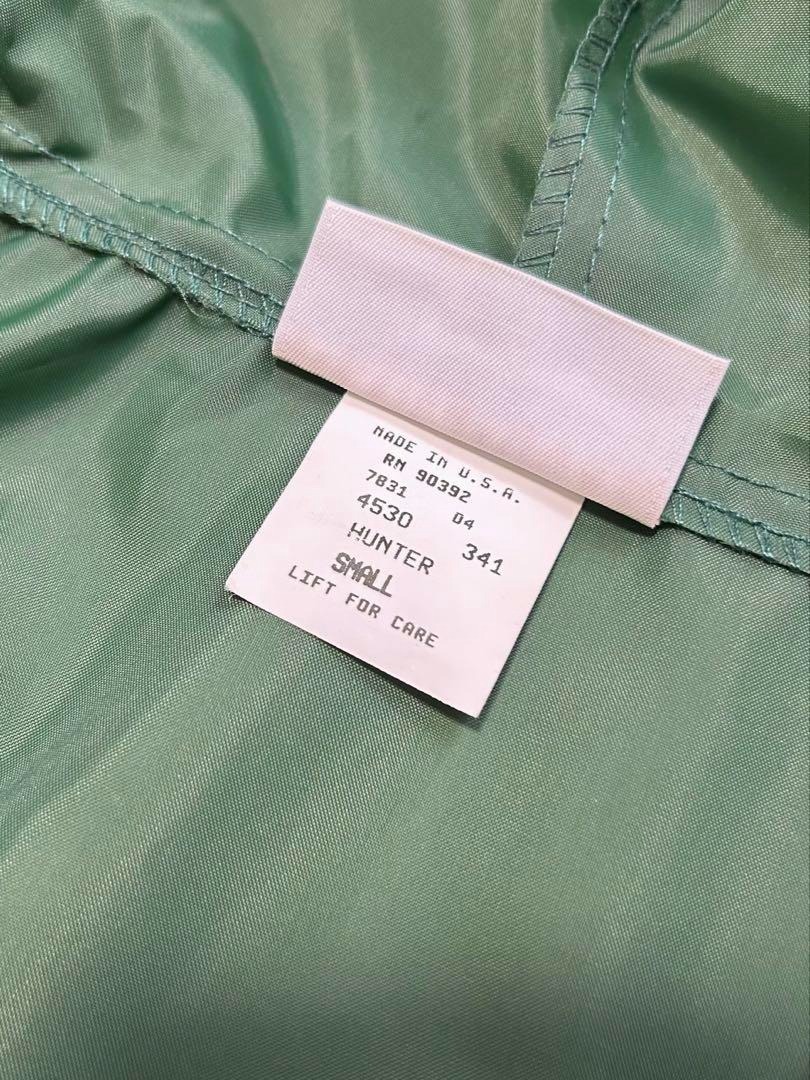 MADE IN U.S.A.
RN 90392
7831 04
4530 341
HUNTER
SMALL
LIFT FOR CARE